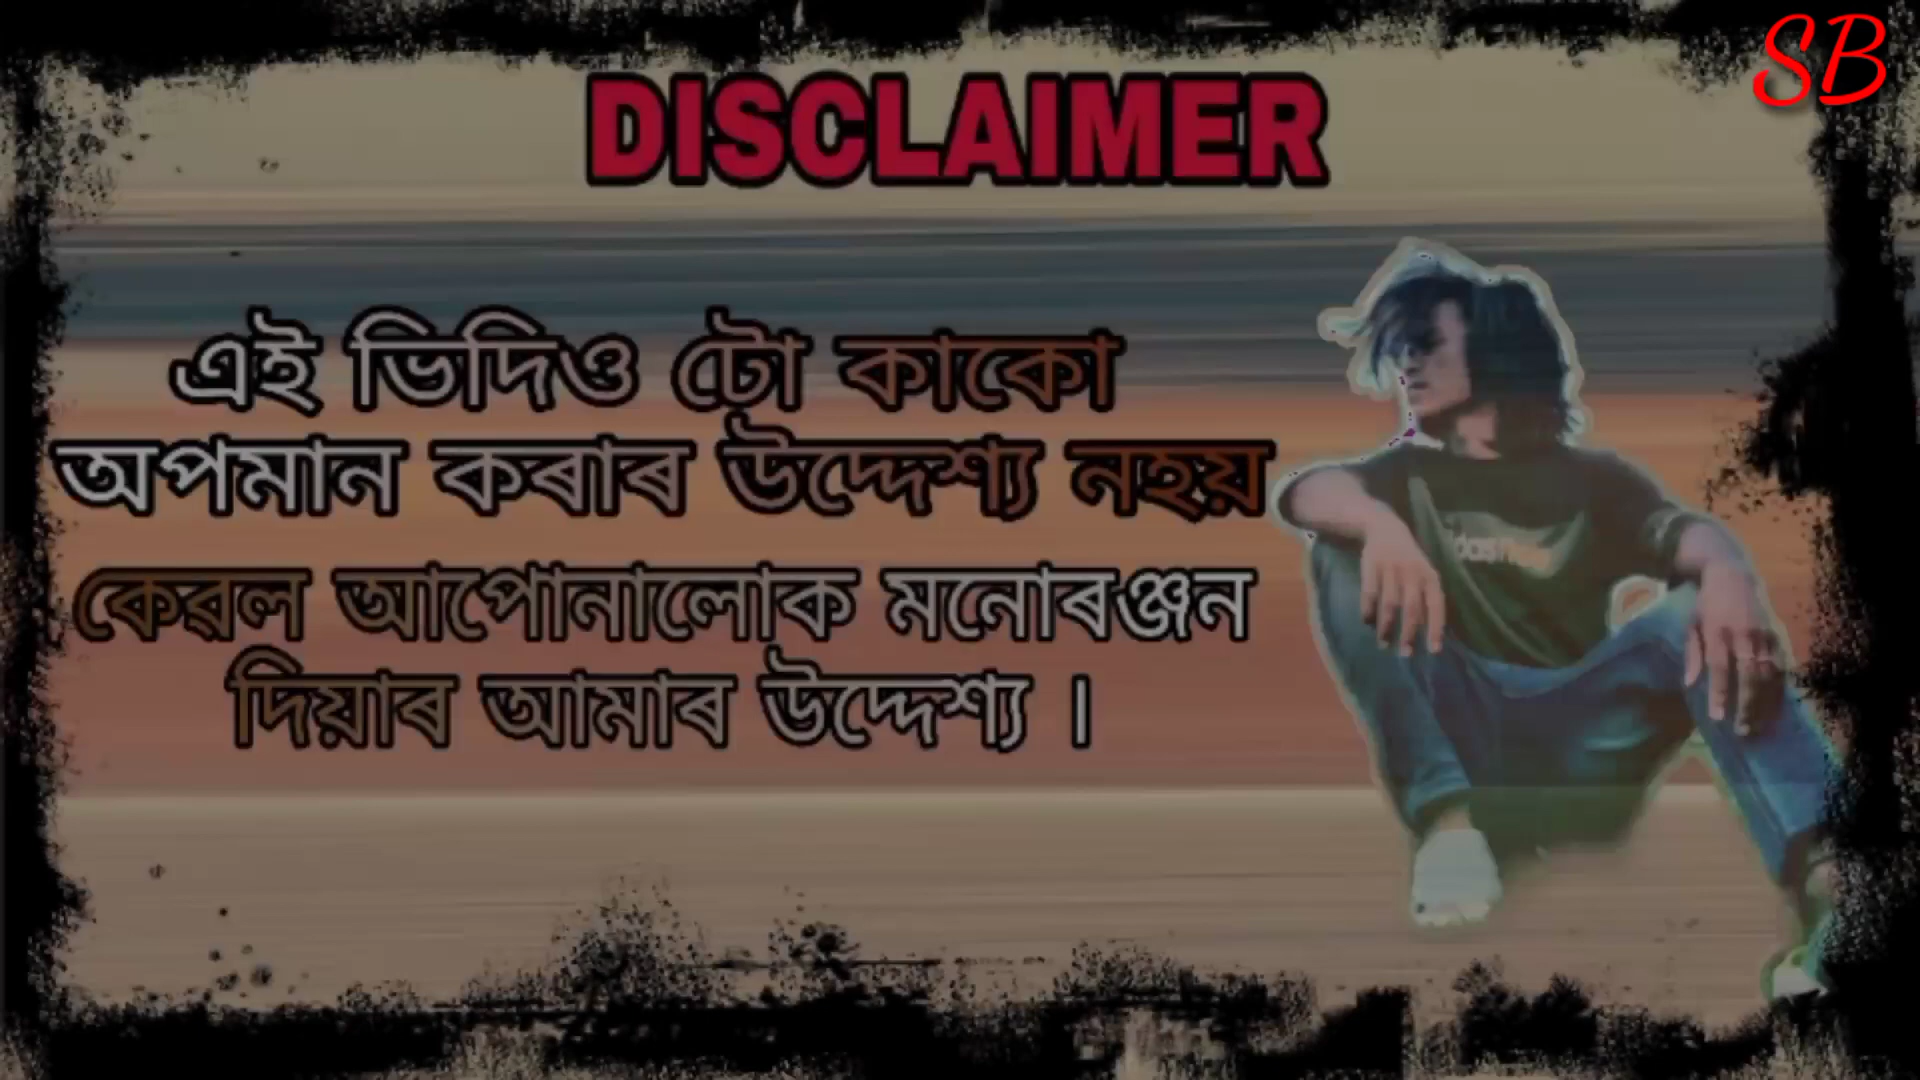 SB
DISCLAIMER
এই ভিদিও টো কাকো
অপমান কৰাৰ উদ্দেশ্য নহয়
কেৱল আপোনালোক মনোৰঞ্জন
দিয়াৰ আমাৰ উদ্দেশ্য ।